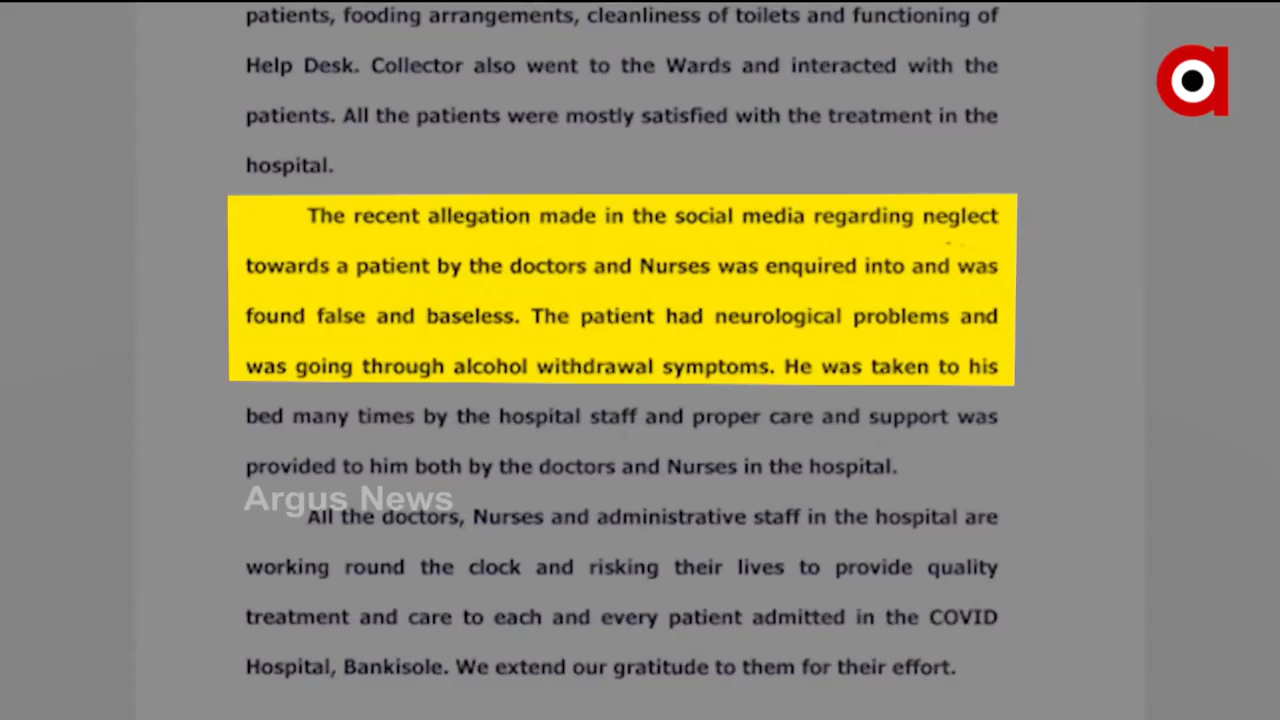 patients, fooding arrangements, cleanliness of toilets and functioning of
Help Desk. Collector also went to the Wards and interacted with the
patients. All the patients were mostly satisfied with the treatment in the
hospital.
The recent allegation made in the social media regarding neglect
towards a patient by the doctors and Nurses was enquired into and was
found false and baseless. The patient had neurological problems and
was going through alcohol withdrawal symptoms. He was taken to his
bed many times by the hospital staff and proper care and support was
provided to him both by the doctors and Nurses in the hospital.
Argus News
All the doctors, Nurses and administrative staff in the hospital are
working round the clock and risking their lives to provide quality
treatment and care to each and every patient admitted in the COVID
Hospital, Bankisole. We extend our gratitude to them for their effort.
a